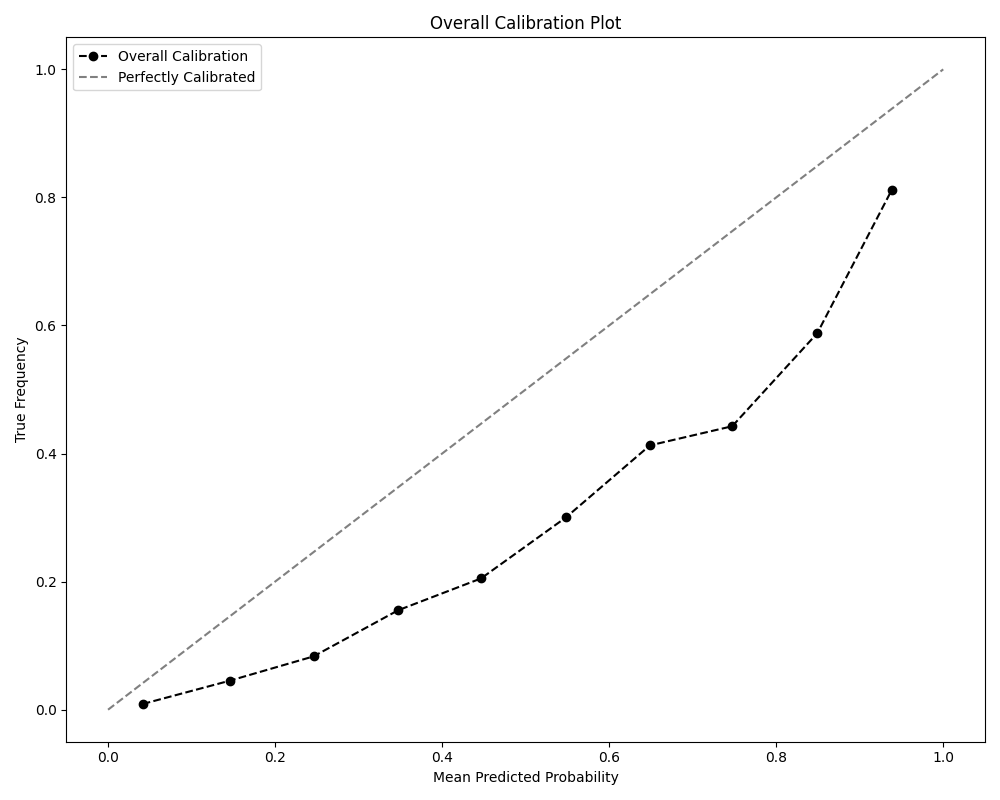 Overall Calibration Plot
Overall Calibration
Perfectly Calibrated
1.0
0.8
0.6
0.4
0.2
0.0
True Frequency
0.0 0.2 0.4 0.6 0.8 1.0
Mean Predicted Probability